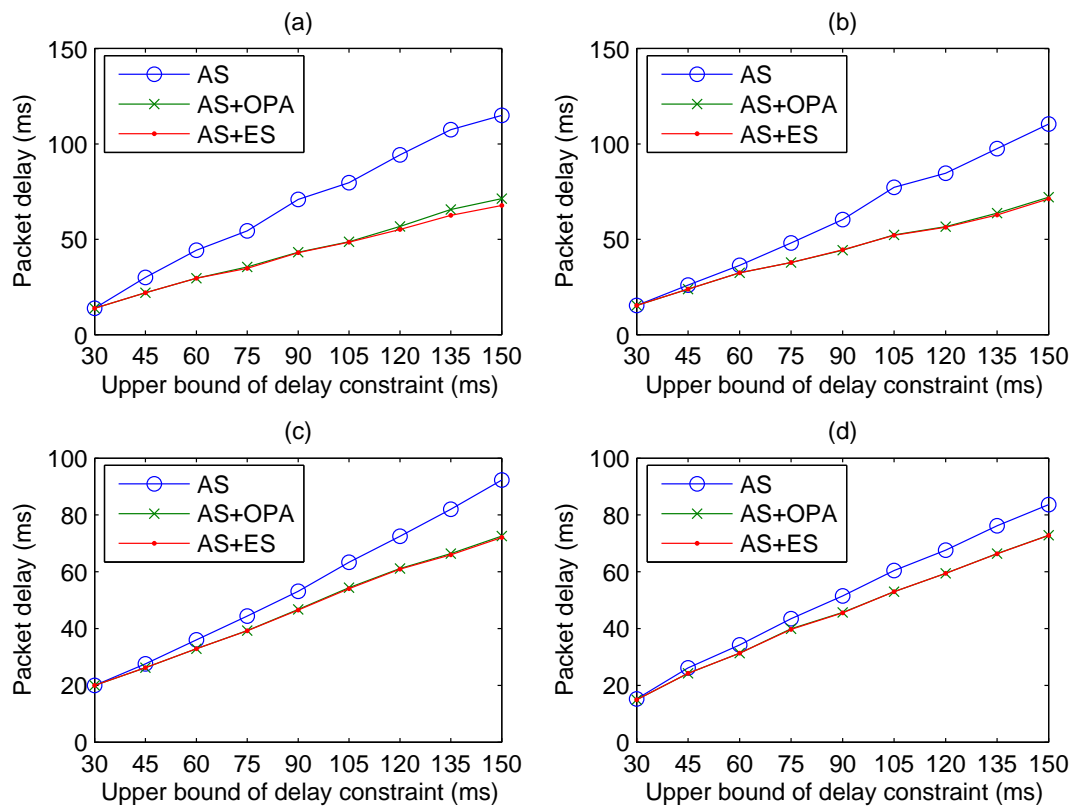 (a)
150
100
50
0
Packet delay (ms)
AS
AS+OPA
AS+ES
30 45 60 75 90 105 120 135 150
Upper bound of delay constraint (ms)
(b)
150
100
50
0
Packet delay (ms)
AS
AS+OPA
AS+ES
30 45 60 75 90 105 120 135 150
Upper bound of delay constraint (ms)
(c)
100
80
60
40
20
0
Packet delay (ms)
AS
AS+OPA
AS+ES
30 45 60 75 90 105 120 135 150
Upper bound of delay constraint (ms)
(d)
100
80
60
40
20
0
Packet delay (ms)
AS
AS+OPA
AS+ES
30 45 60 75 90 105 120 135 150
Upper bound of delay constraint (ms)